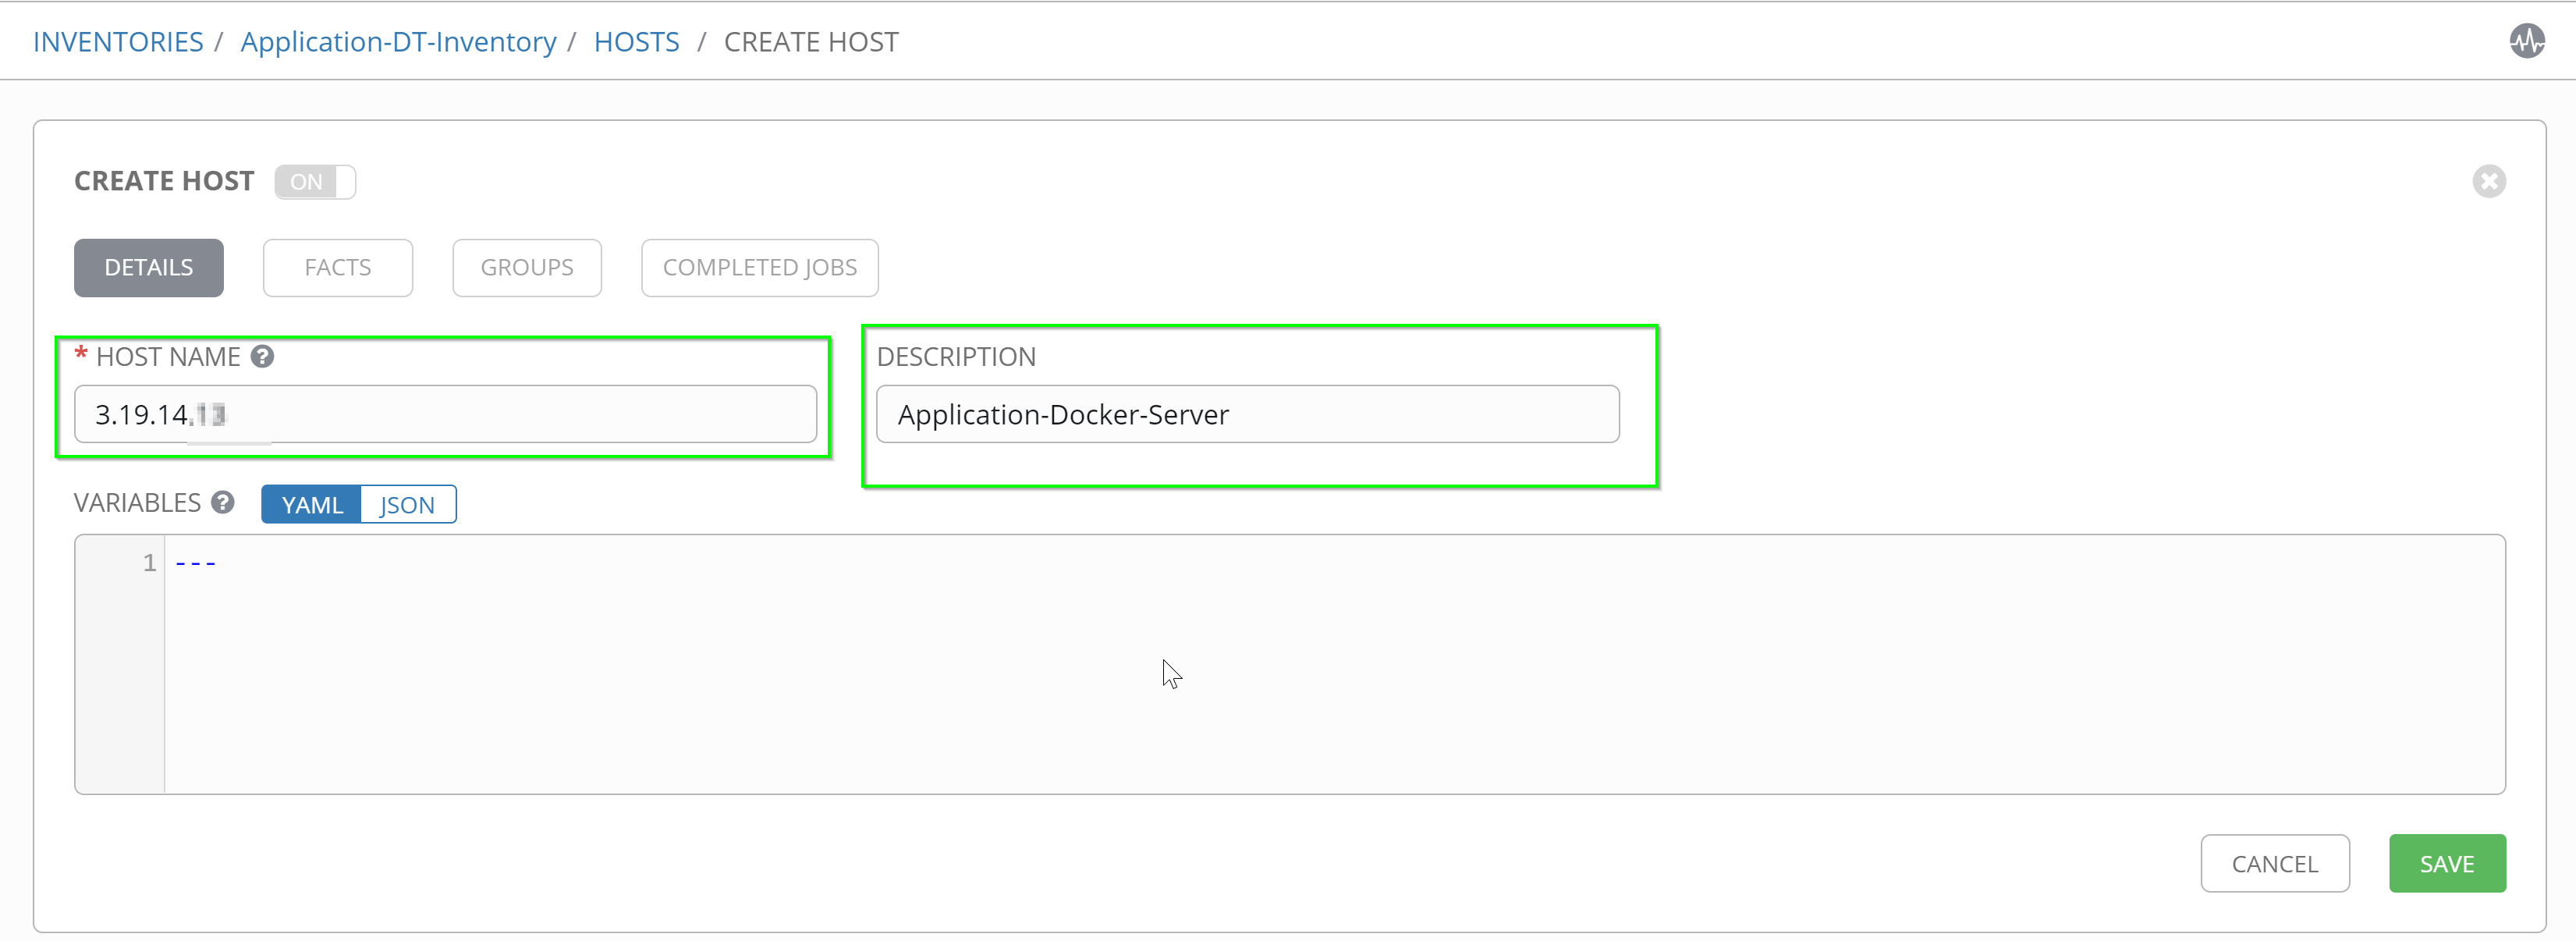 INVENTORIES / Application-DT-Inventory / HOSTS / CREATE HOST
CREATE HOST ON
DETAILS FACTS GROUPS COMPLETED JOBS
* HOST NAME ? DESCRIPTION
3.19.14. Application-Docker-Server
VARIABLES ? YAML JSON
1 ---
CANCEL SAVE